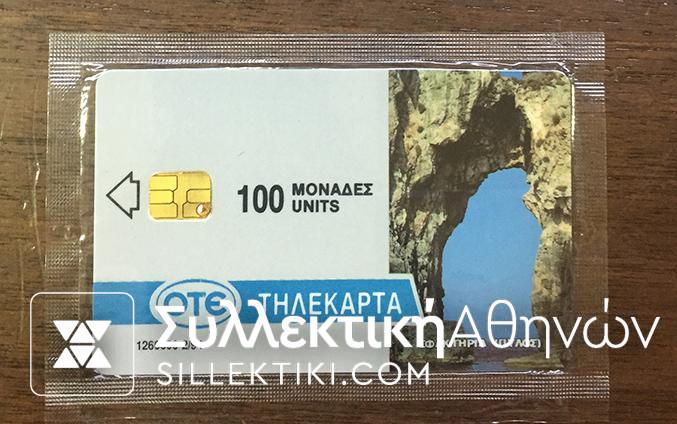 100 ΜΟΝΑΔΕΣ
UNITS
ΟΤΕ ΤΗΛΕΚΑΡΤΑ
ΣυλλεκτικήΑθηνών
SILLEKTIKI.COM